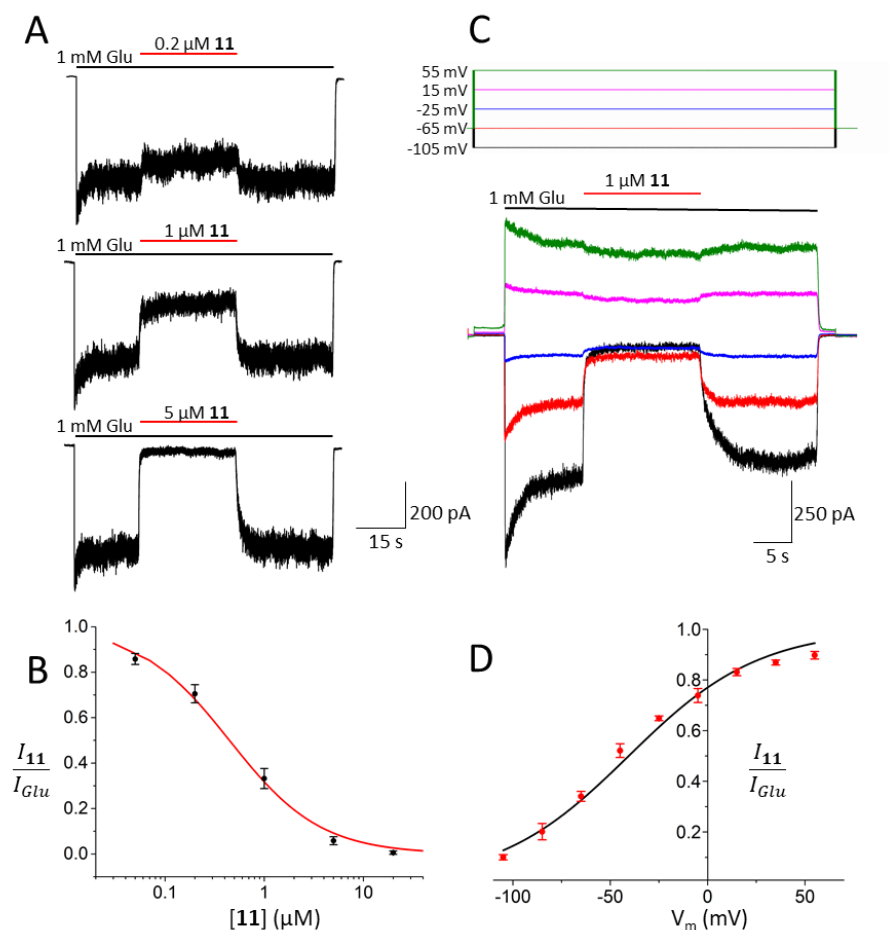 A
0.2 µM 11
1 mM Glu
1 µM 11
1 mM Glu
5 µM 11
1 mM Glu
200 pA
15 s
C
55 mV
15 mV
-25 mV
-65 mV
-105 mV
1 µM 11
1 mM Glu
250 pA
5 s
B
1.0
0.8
0.6
0.4
0.2
0.0
I11
IGlu
0.1 1 10
[11] (µM)
D
1.0
0.8
0.6
0.4
0.2
I11
IGlu
-100 -50 0 50
Vm (mV)